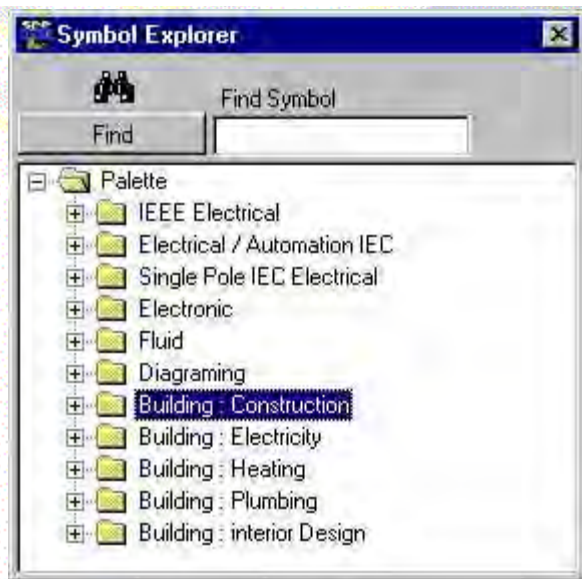 Symbol Explorer
Find Symbol
Find
Palette
IEEE Electrical
Electrical / Automation IEC
Single Pole IEC Electrical
Electronic
Fluid
Diagraming
Building : Construction
Building : Electricity
Building : Heating
Building : Plumbing
Building : interior Design